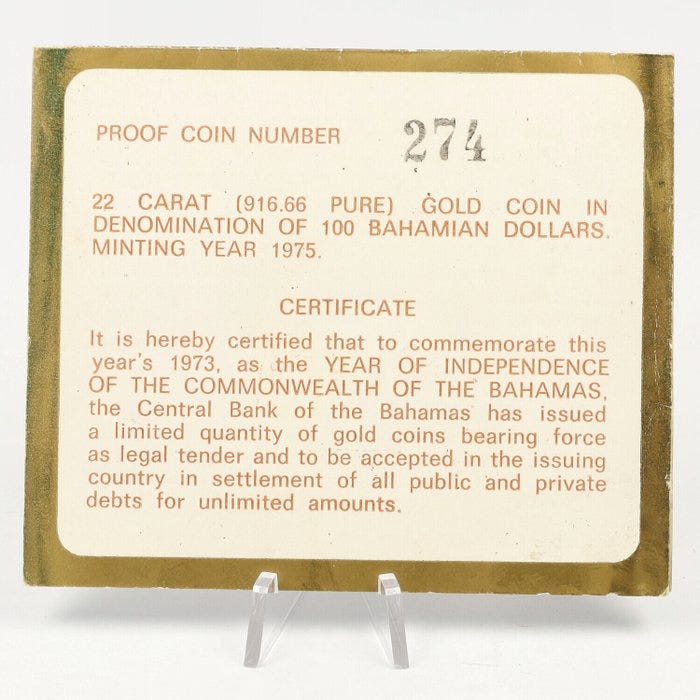 PROOF COIN NUMBER 274
22 CARAT (916.66 PURE) GOLD COIN IN
DENOMINATION OF 100 BAHAMIAN DOLLARS.
MINTING YEAR 1975.
CERTIFICATE
It is hereby certified that to commemorate this
year's 1973, as the YEAR OF INDEPENDENCE
OF THE COMMONWEALTH OF THE BAHAMAS,
the Central Bank of the Bahamas has issued
a limited quantity of gold coins bearing force
as legal tender and to be accepted in the issuing
country in settlement of all public and private
debts for unlimited amounts.